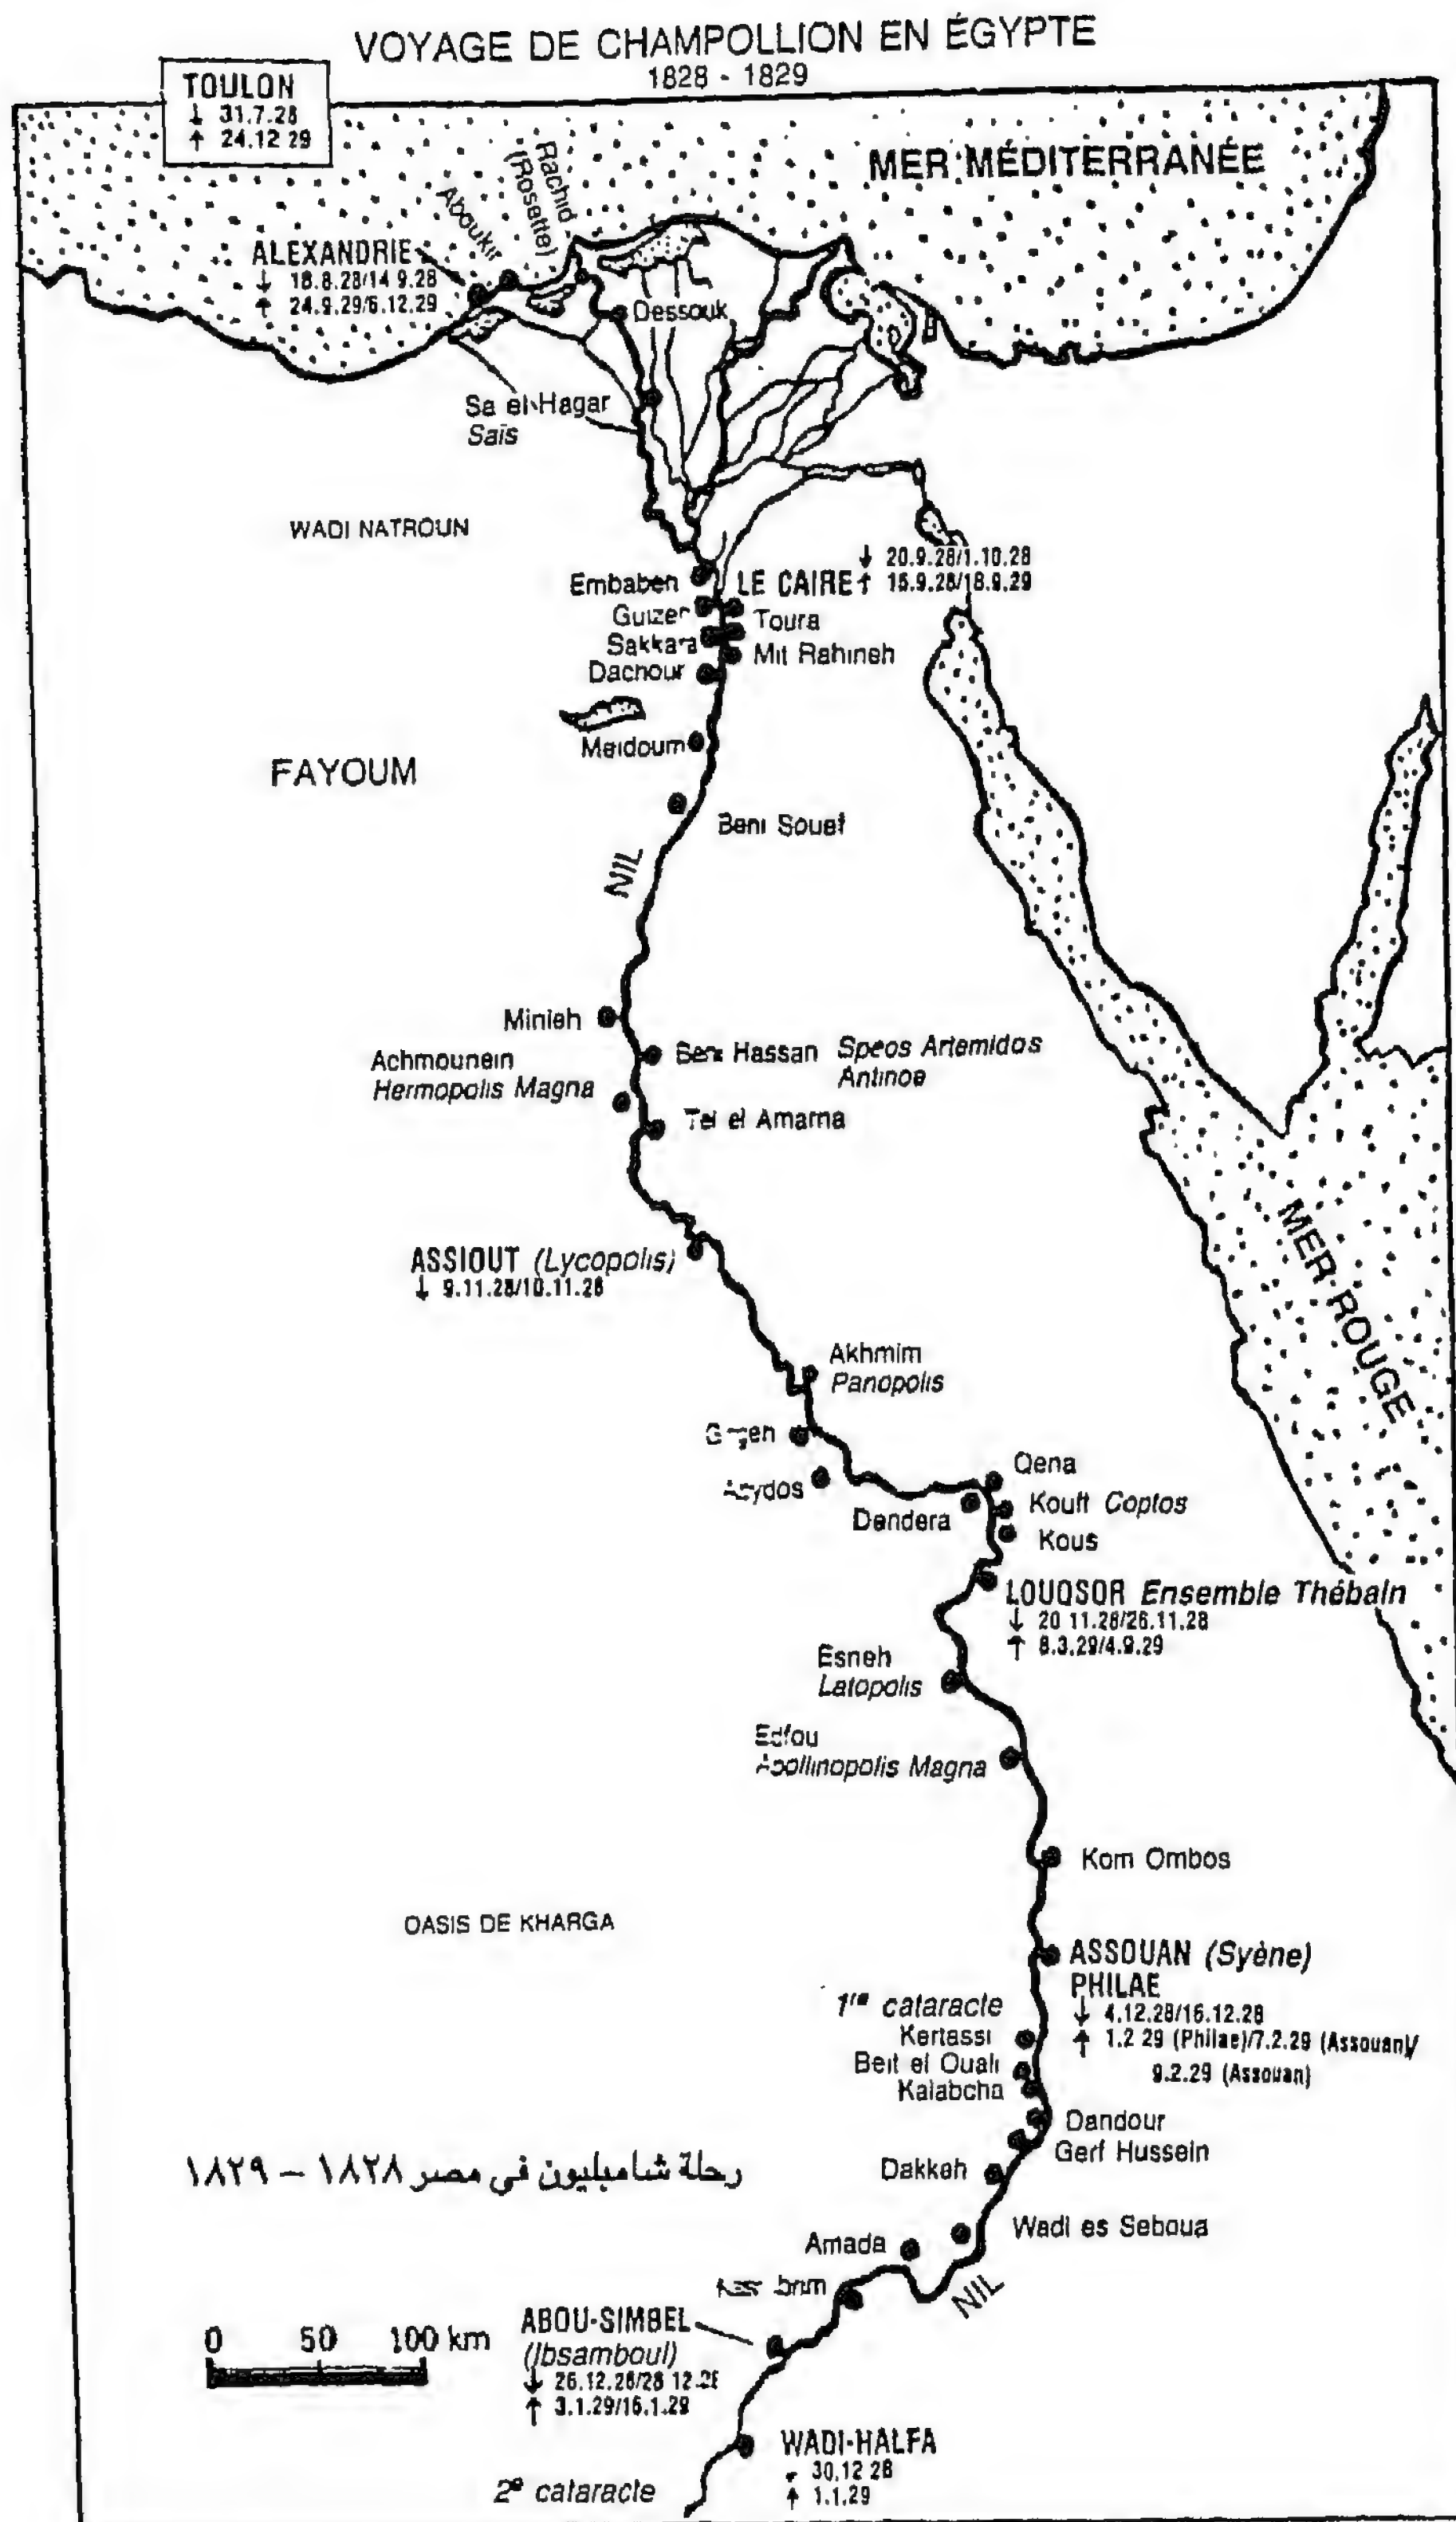 VOYAGE DE CHAMPOLLION EN ÉGYPTE
1828 - 1829
TOULON
↓ 31.7.28
↑ 24.12 29
MER MÉDITERRANÉE
Rachid
(Rosette)
Aboukir
ALEXANDRIE
↓ 18.8.28/14 9.28
↑ 24.9.29/6.12.29
Dessouk
Sa el-Hagar
Saïs
WADI NATROUN
↓ 20.9.28/1.10.28
Embabeh
LE CAIRE ↑ 15.9.28/18.9.29
Guizeh
Toura
Sakkara
Mit Rahineh
Dachour
Meidoum
FAYOUM
Beni Souef
NIL
Minieh
Beni Hassan Speos Artemidos
Antinoe
Achmounein
Hermopolis Magna
Tel el Amarna
ASSIOUT (Lycopolis)
↓ 9.11.28/10.11.28
MER ROUGE
Akhmim
Panopolis
Abydos
Qena
Dendera
Kouft Coptos
Kous
LOUQSOR Ensemble Thébain
↓ 20 11.28/26.11.28
↑ 8.3.29/4.9.29
Esneh
Latopolis
Edfou
Apollinopolis Magna
Kom Ombos
OASIS DE KHARGA
ASSOUAN (Syène)
PHILAE
↓ 4.12.28/16.12.28
↑ 1.2 29 (Philae)/7.2.29 (Assouan)/
9.2.29 (Assouan)
1re cataracte
Kertassi
Beit el Ouali
Kalabcha
Dandour
Gerf Hussein
Dakkeh
رحلة شامبليون في مصر ١٨٢٨ – ١٨٢٩
Wadi es Seboua
Amada
NIL
0 50 100 km
ABOU-SIMBEL
(Ibsamboul)
↓ 26.12.28/28 12.28
↑ 3.1.29/16.1.29
WADI-HALFA
30.12 28
↑ 1.1.29
2e cataracte